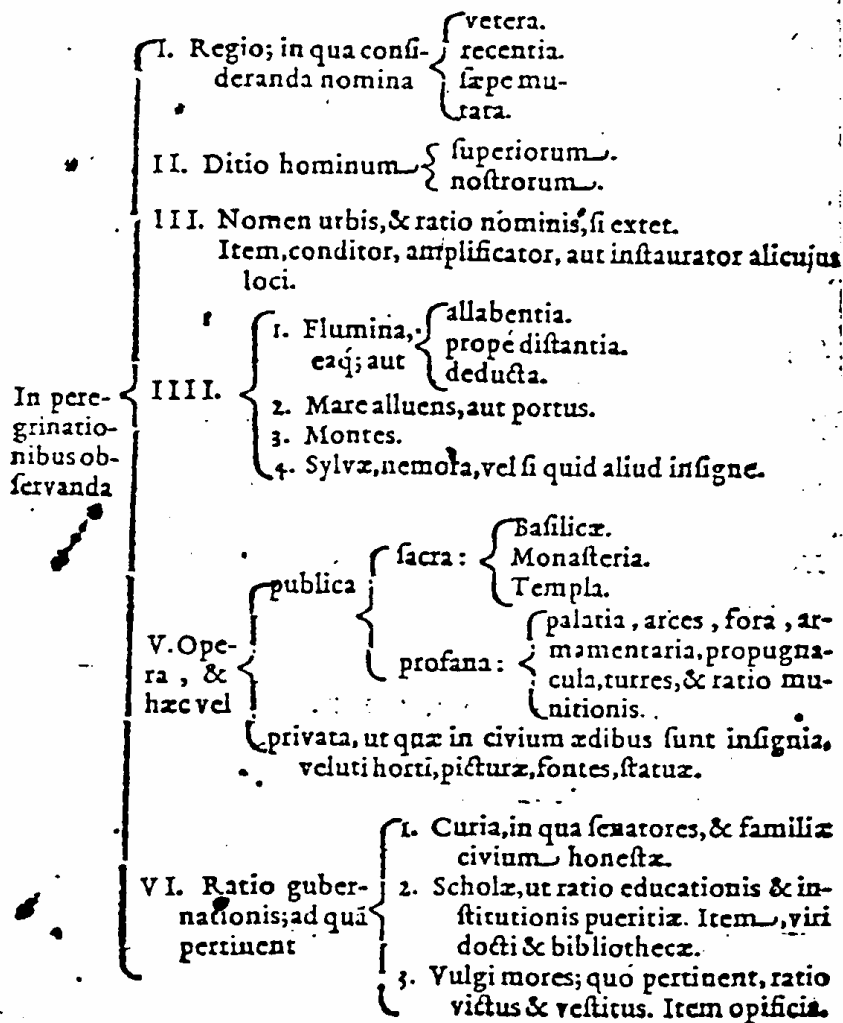 vetera.
I. Regio; in qua conſi-
recentia.
deranda nomina
ſæpe mu-
tata.
II. Ditio hominum
ſuperiorum.
noſtrorum.
III. Nomen urbis,& ratio nominis,ſi extet.
Item,conditor, amplificator, aut inſtaurator alicujus
loci.
In pere-
grinatio-
nibus ob-
ſervanda
IIII.
1. Flumina,
eaq́; aut
allabentia.
propé diſtantia.
deducta.
2. Mare alluens,aut portus.
3. Montes.
4. Sylvæ,nemora,vel ſi quid aliud inſigne.
V. Ope-
ra , &
hæc vel
publica
ſacra :
Baſilicæ.
Monaſteria.
Templa.
profana :
palatia , arces , fora , ar-
mamentaria,propugna-
cula,turres,& ratio mu-
nitionis.
privata, ut quæ in civium ædibus ſunt inſignia,
veluti horti,picturæ,fontes,ſtatuæ.
VI. Ratio guber-
nationis;ad quã
pertinent
1. Curia,in qua ſenatores,& familiæ
civium honeſtæ.
2. Scholæ,ut ratio educationis & in-
ſtitutionis pueritiæ. Item,viri
docti & bibliothecæ.
3. Vulgi mores; quó pertinent, ratio
victus & veſtitus. Item opificia.